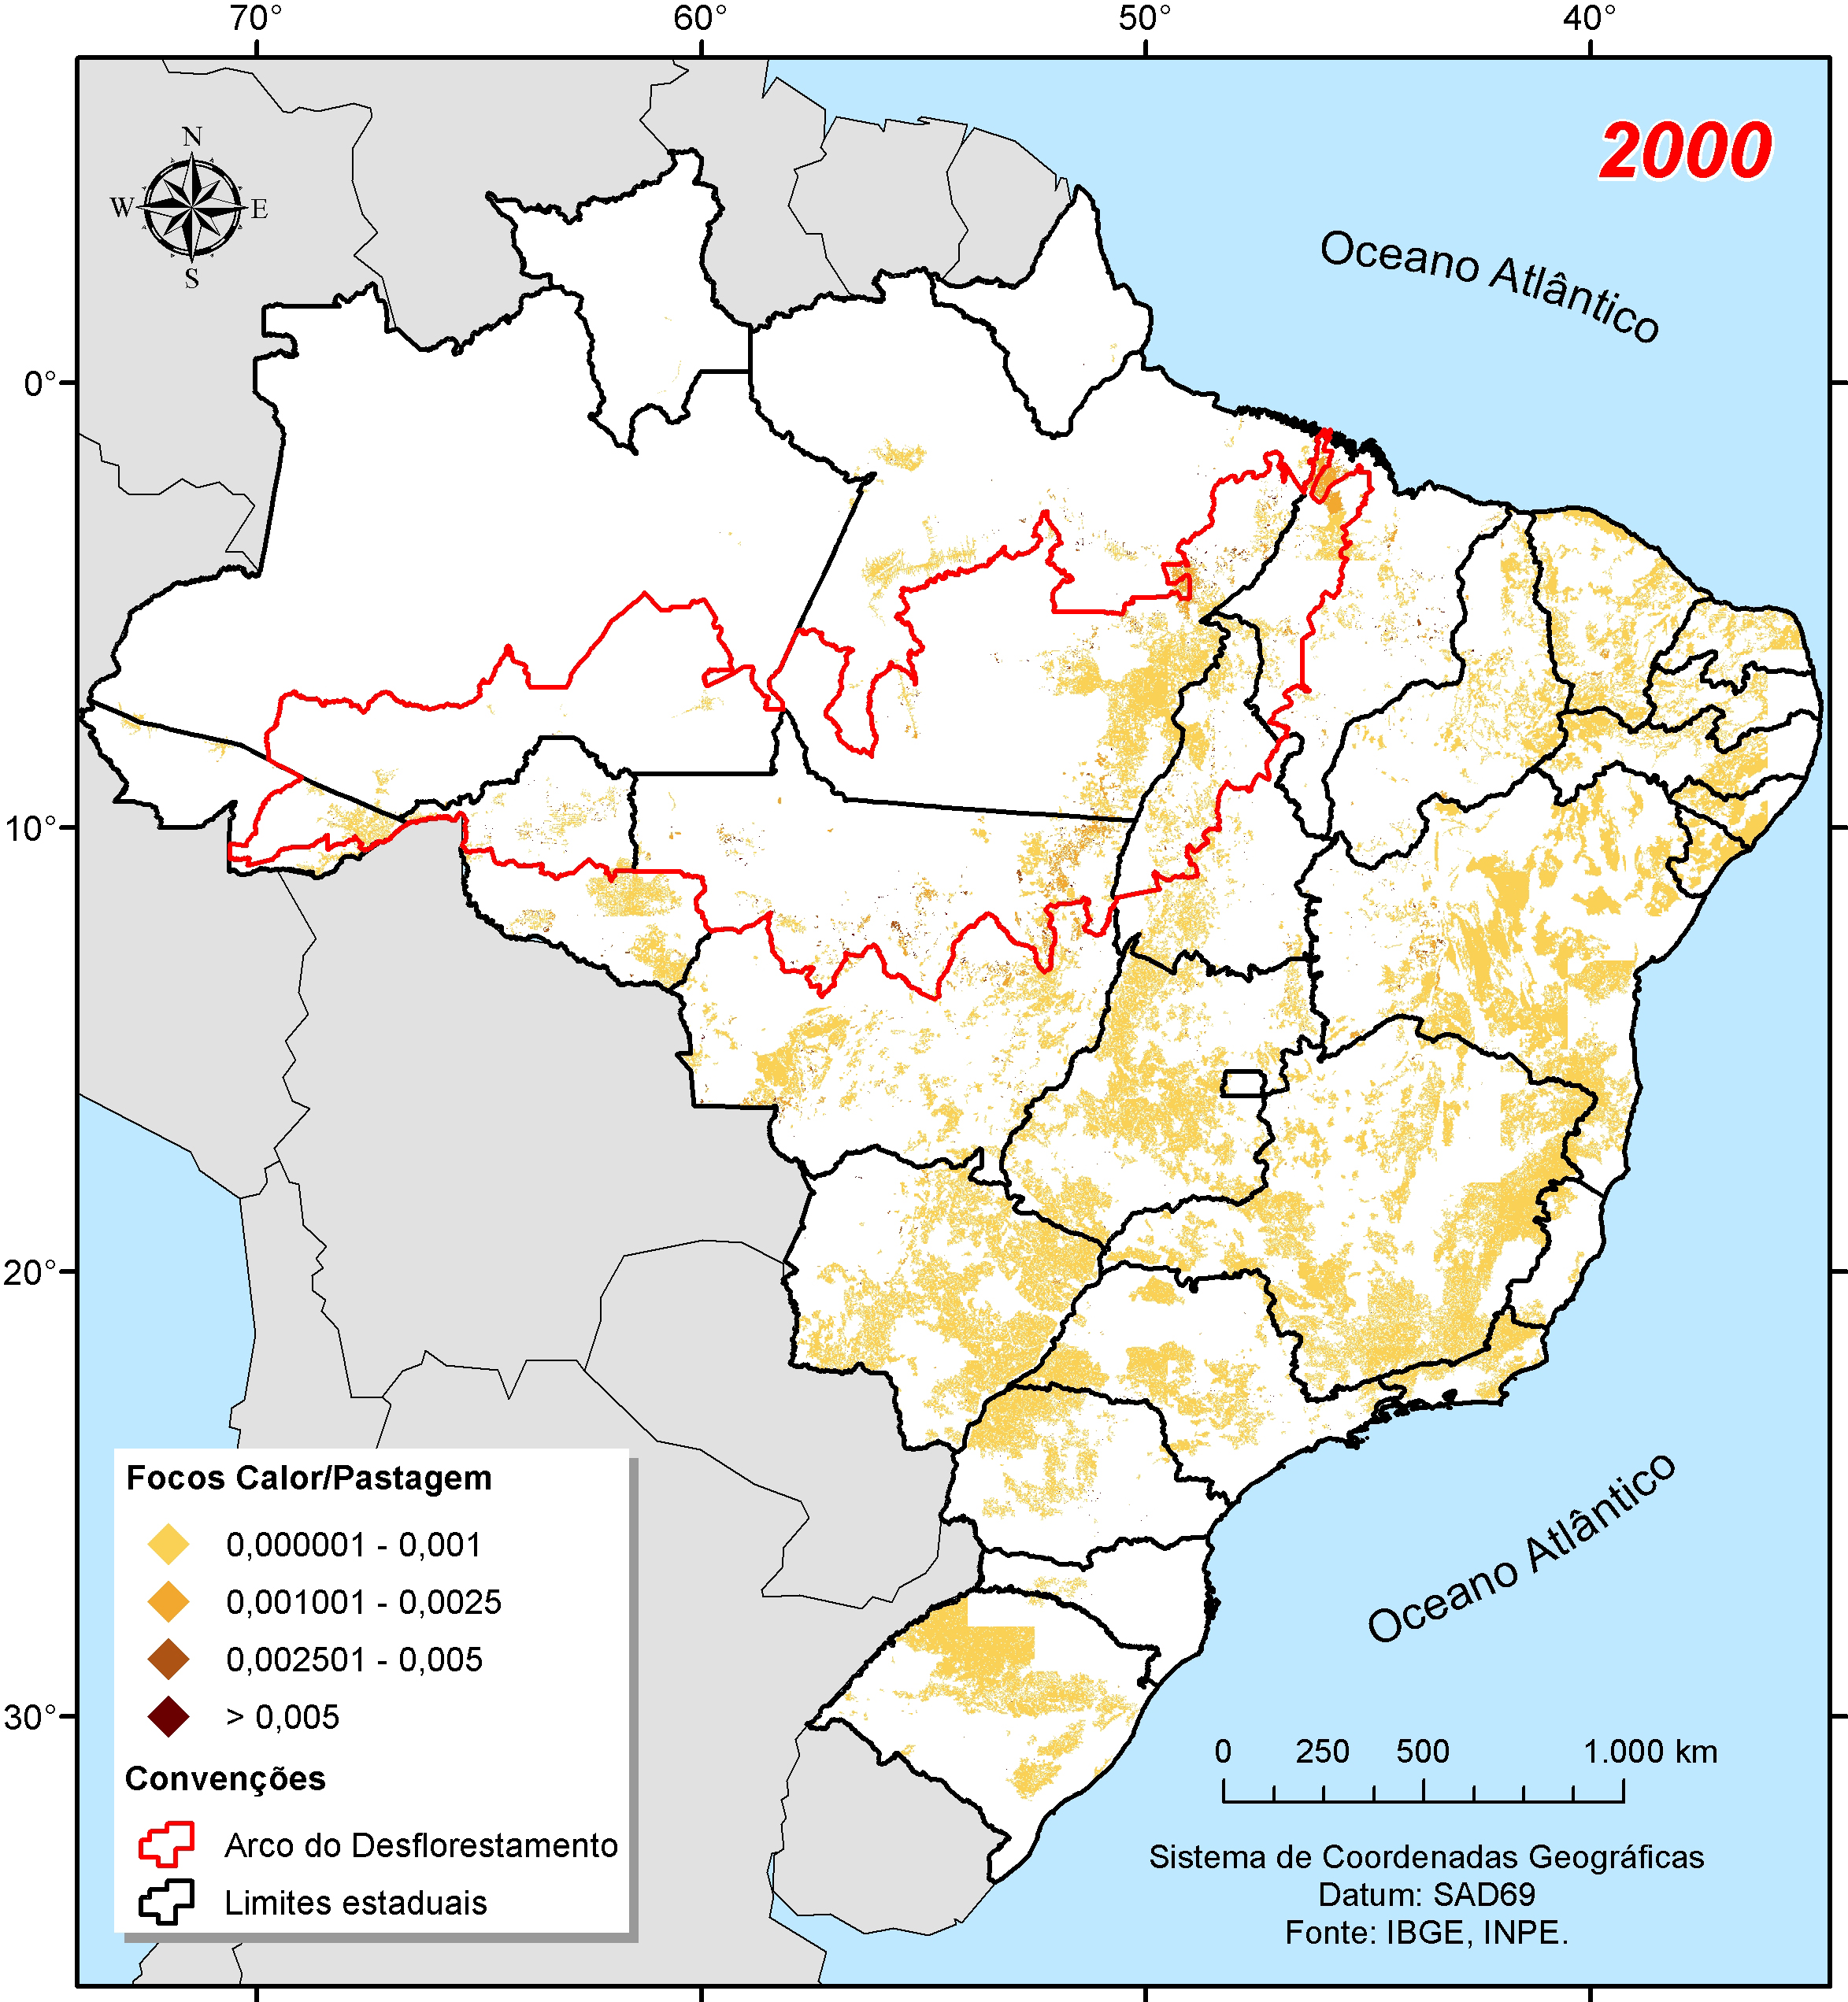 70° 60° 50° 40°
2000
N
W E
S
Oceano Atlântico
0°
10°
20°
30°
Oceano Atlântico
Focos Calor/Pastagem
0,000001 - 0,001
0,001001 - 0,0025
0,002501 - 0,005
> 0,005
Convenções
Arco do Desflorestamento
Limites estaduais
0 250 500 1.000 km
Sistema de Coordenadas Geográficas
Datum: SAD69
Fonte: IBGE, INPE.